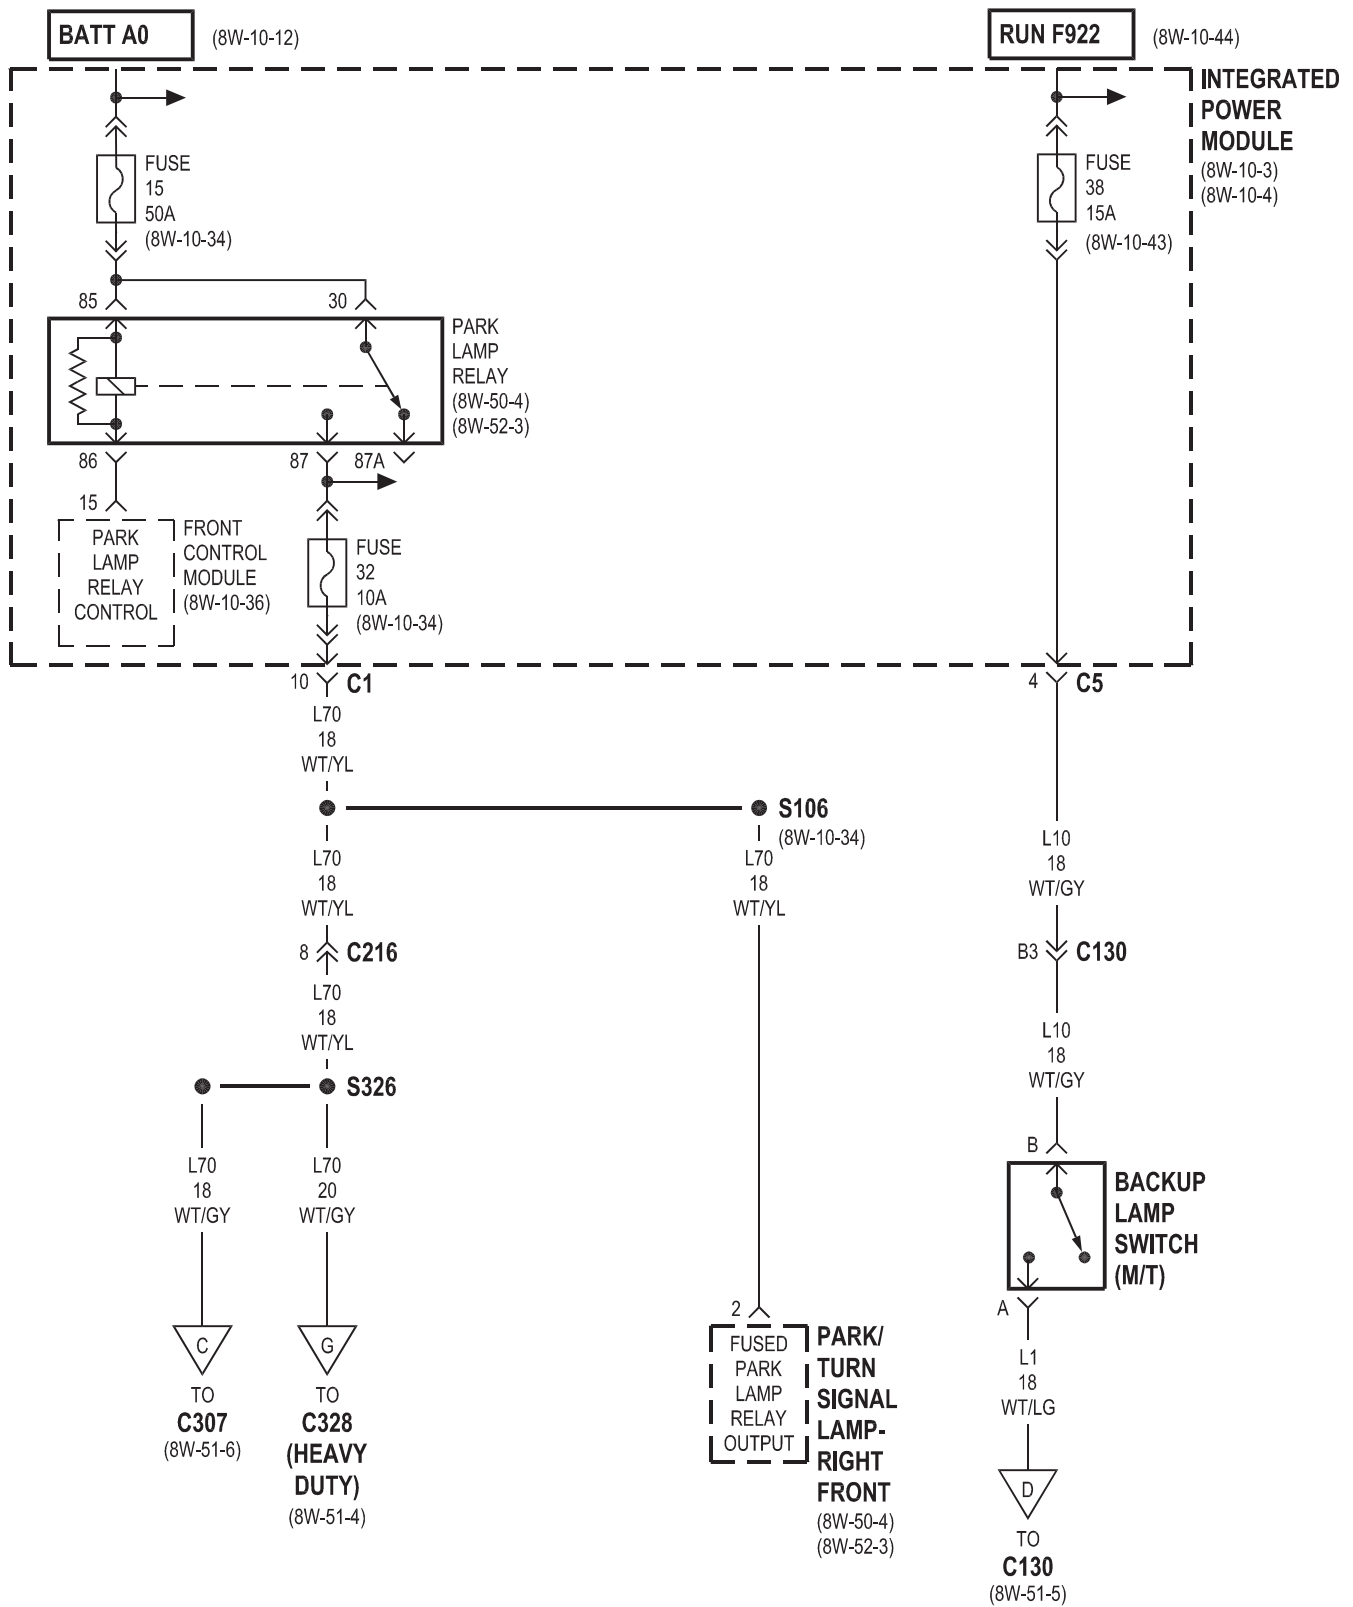 BATT A0
(8W-10-12)
RUN F922
(8W-10-44)
INTEGRATED
POWER
MODULE
(8W-10-3)
(8W-10-4)
FUSE
15
50A
(8W-10-34)
FUSE
38
15A
(8W-10-43)
85
30
PARK
LAMP
RELAY
(8W-50-4)
(8W-52-3)
86
87
87A
15
PARK
LAMP
RELAY
CONTROL
FRONT
CONTROL
MODULE
(8W-10-36)
FUSE
32
10A
(8W-10-34)
10
C1
4
C5
L70
18
WT/YL
S106
(8W-10-34)
L70
18
WT/YL
L70
18
WT/YL
L10
18
WT/GY
8
C216
B3
C130
L70
18
WT/YL
L10
18
WT/GY
S326
B
BACKUP
LAMP
SWITCH
(M/T)
L70
18
WT/GY
L70
20
WT/GY
A
2
FUSED
PARK
LAMP
RELAY
OUTPUT
PARK/
TURN
SIGNAL
LAMP-
RIGHT
FRONT
(8W-50-4)
(8W-52-3)
L1
18
WT/LG
C
TO
C307
(8W-51-6)
G
TO
C328
(HEAVY
DUTY)
(8W-51-4)
D
TO
C130
(8W-51-5)